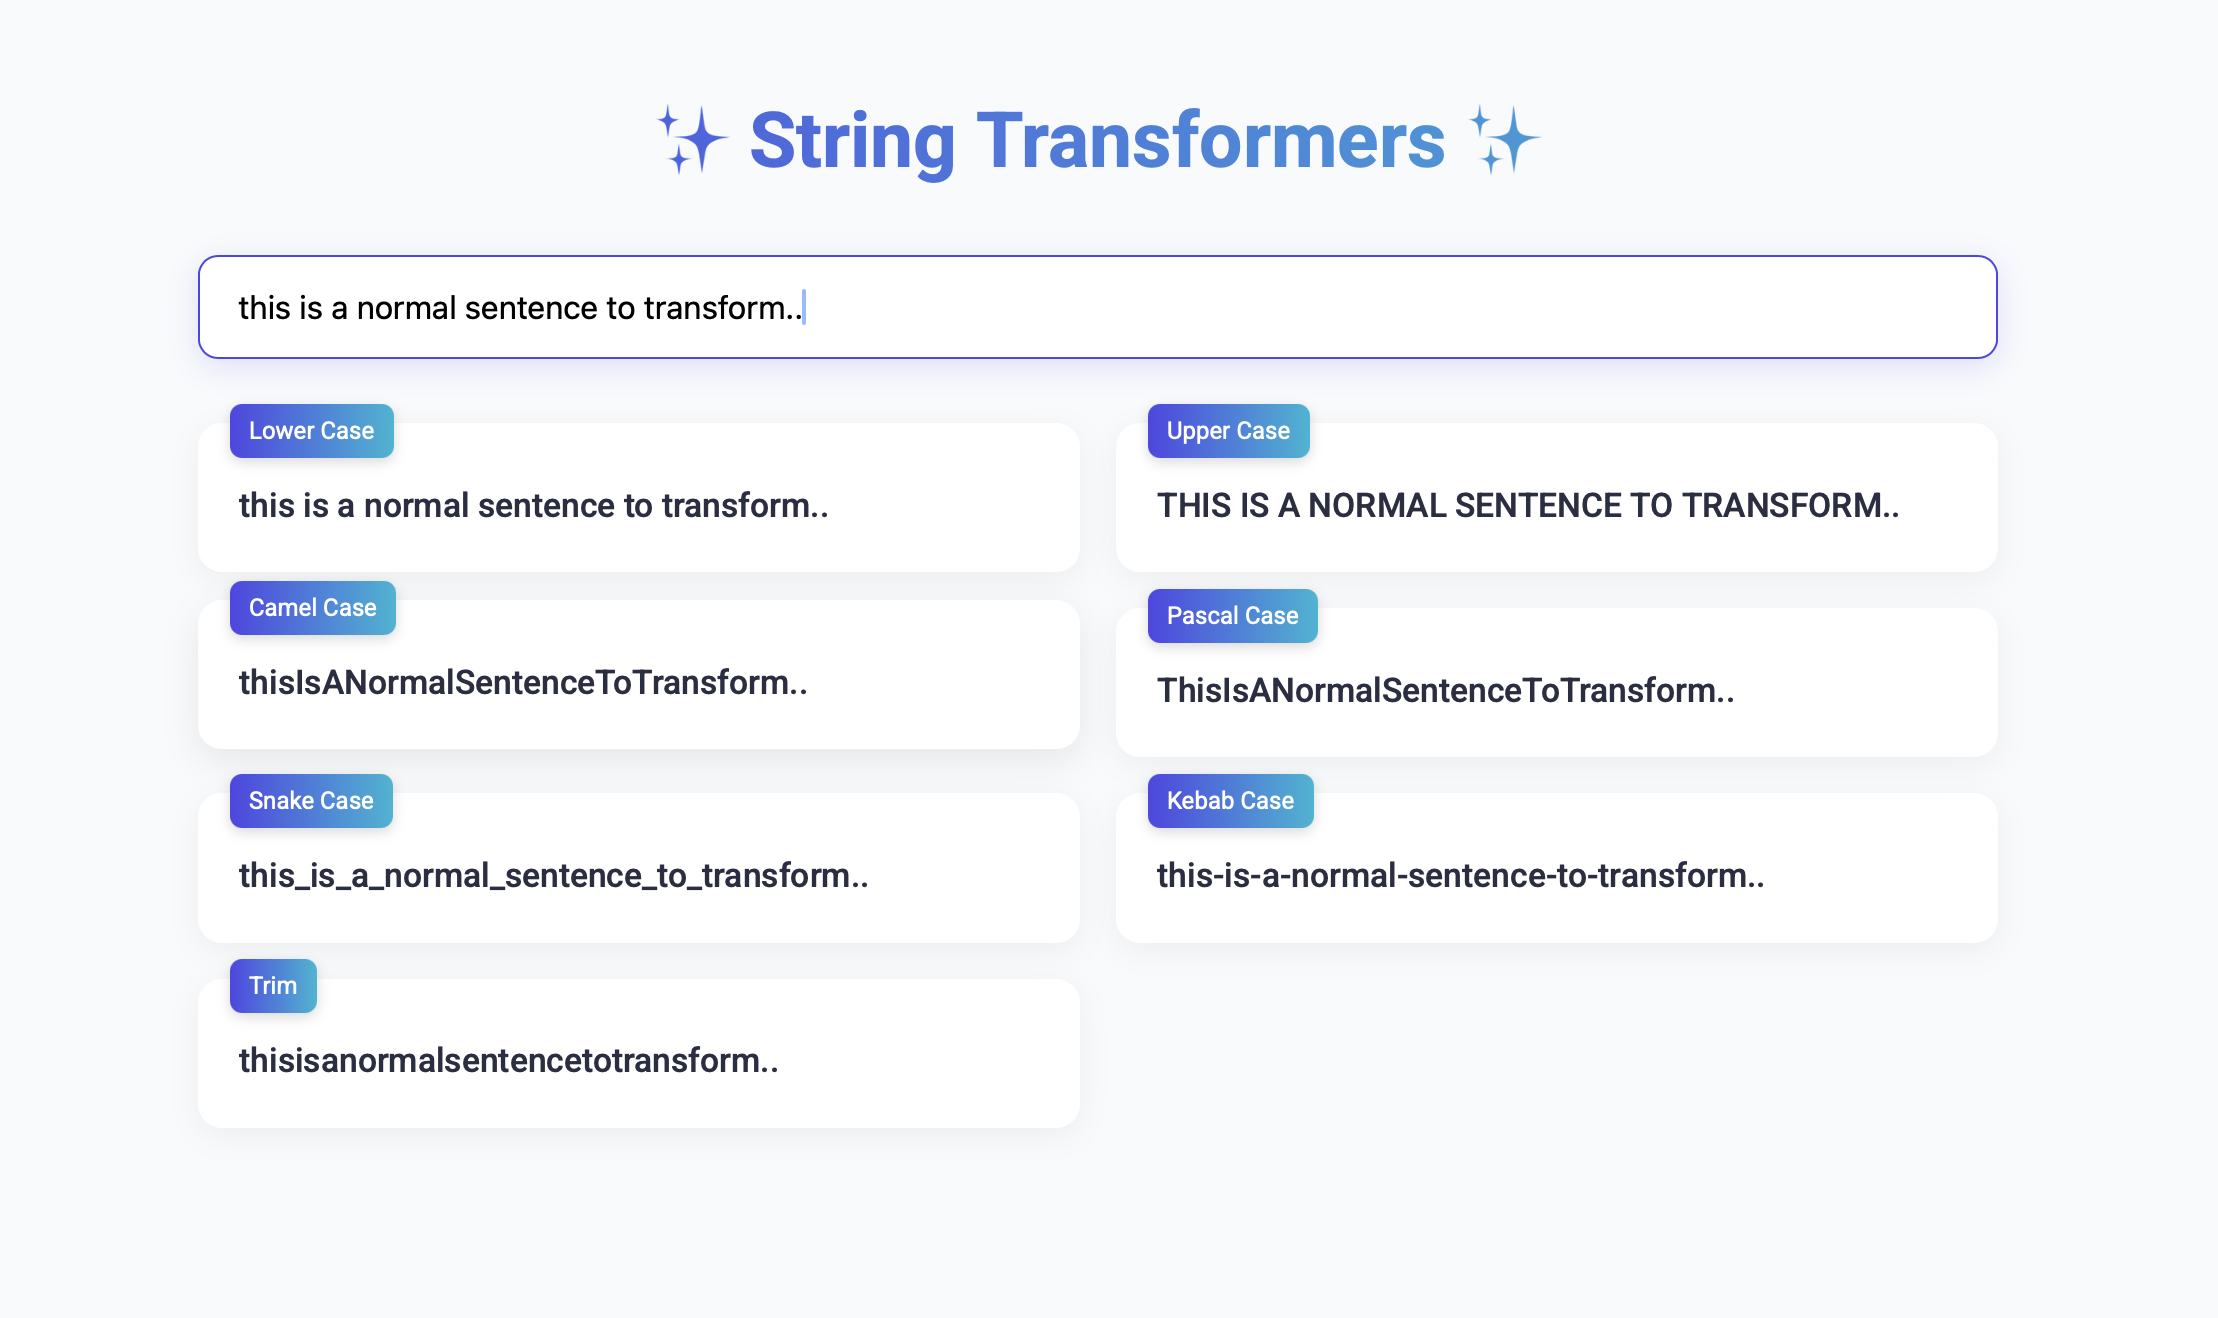 ✨ String Transformers ✨
this is a normal sentence to transform..
Lower Case
this is a normal sentence to transform..
Upper Case
THIS IS A NORMAL SENTENCE TO TRANSFORM..
Camel Case
thisIsANormalSentenceToTransform..
Pascal Case
ThisIsANormalSentenceToTransform..
Snake Case
this_is_a_normal_sentence_to_transform..
Kebab Case
this-is-a-normal-sentence-to-transform..
Trim
thisisanormalsentencetotransform..